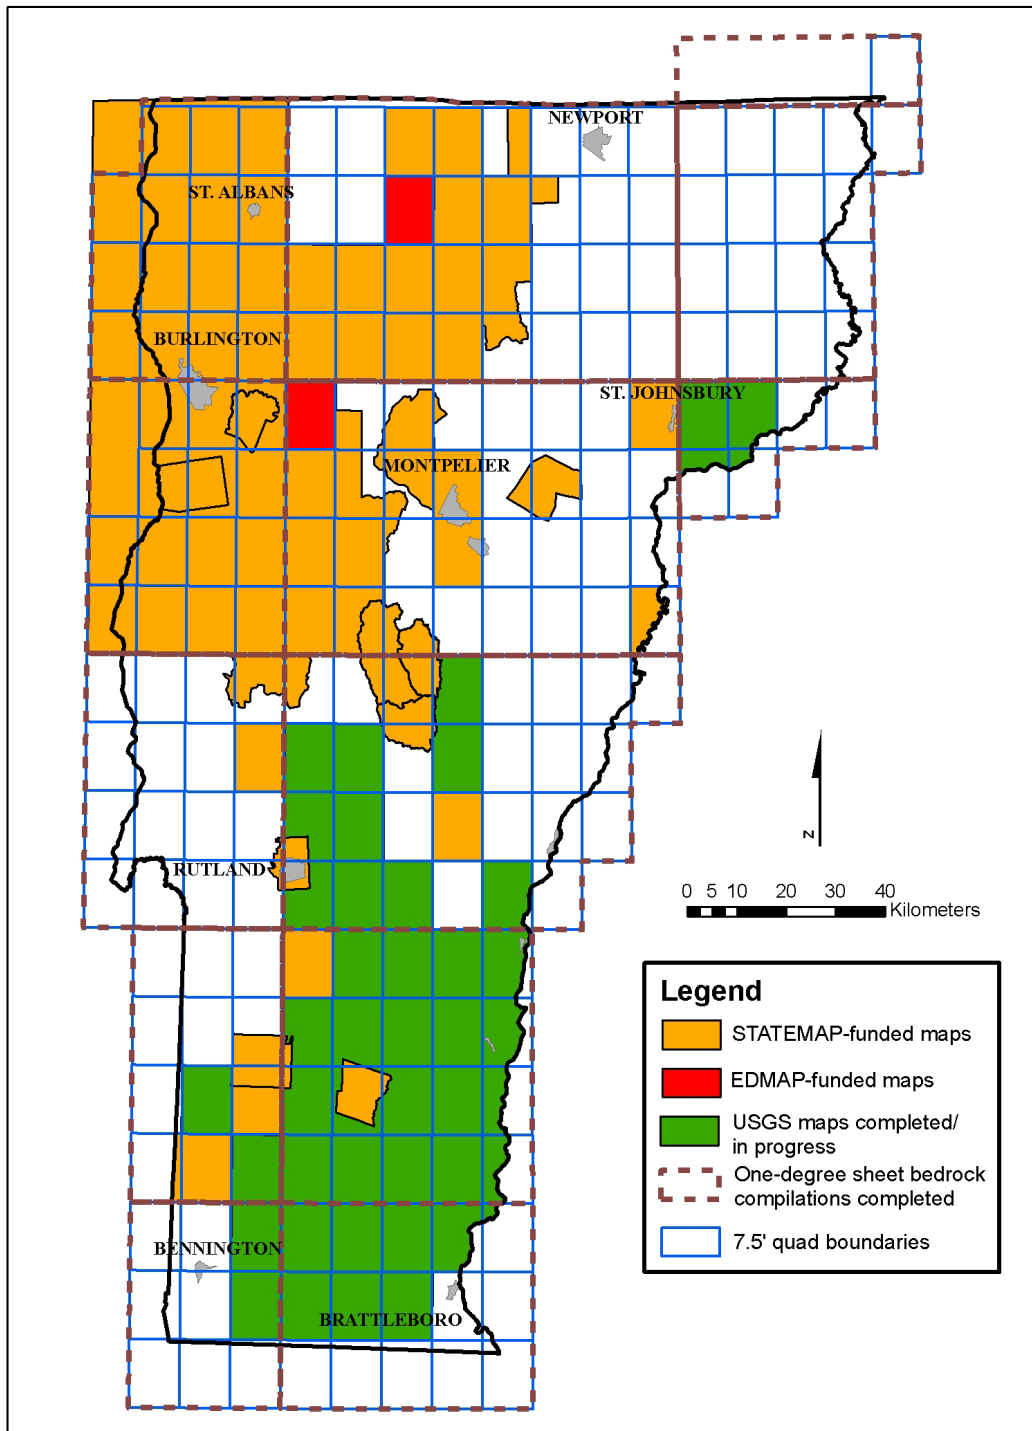 NEWPORT
ST. ALBANS
BURLINGTON
ST. JOHNSBURY
MONTPELIER
RUTLAND
BENNINGTON
BRATTLEBORO
N
0 5 10 20 30 40
Kilometers
Legend
STATEMAP-funded maps
EDMAP-funded maps
USGS maps completed/
in progress
One-degree sheet bedrock
compilations completed
7.5' quad boundaries